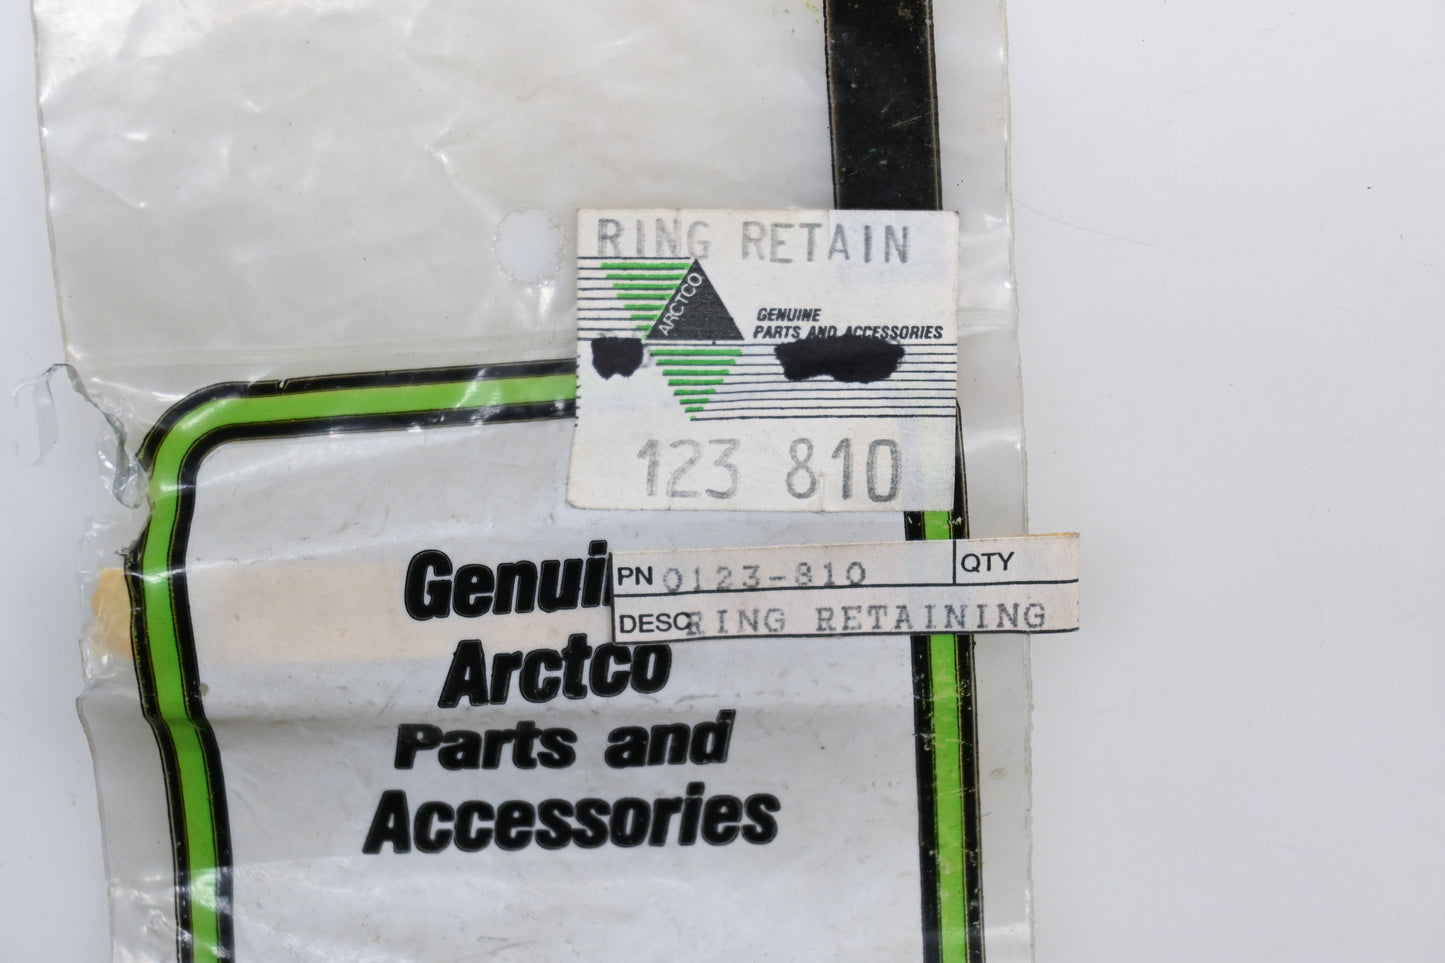 RING RETAIN
ARCTCO
GENUINE
PARTS AND ACCESSORIES
123 810
PN 0123-810 QTY
DESC RING RETAINING
Genui
Arctco
Parts and
Accessories